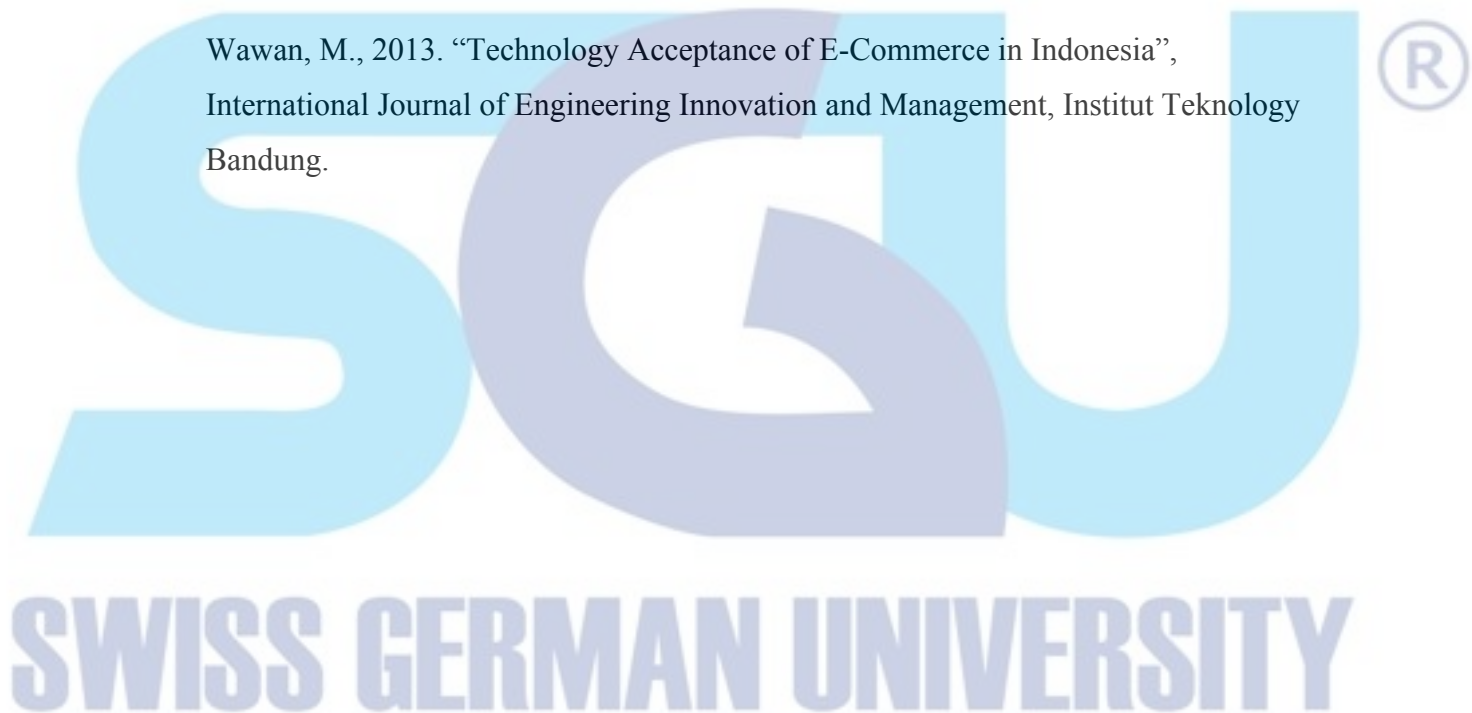 Wawan, M., 2013. “Technology Acceptance of E-Commerce in Indonesia”,
International Journal of Engineering Innovation and Management, Institut Teknology
Bandung.
SGU ®
SWISS GERMAN UNIVERSITY